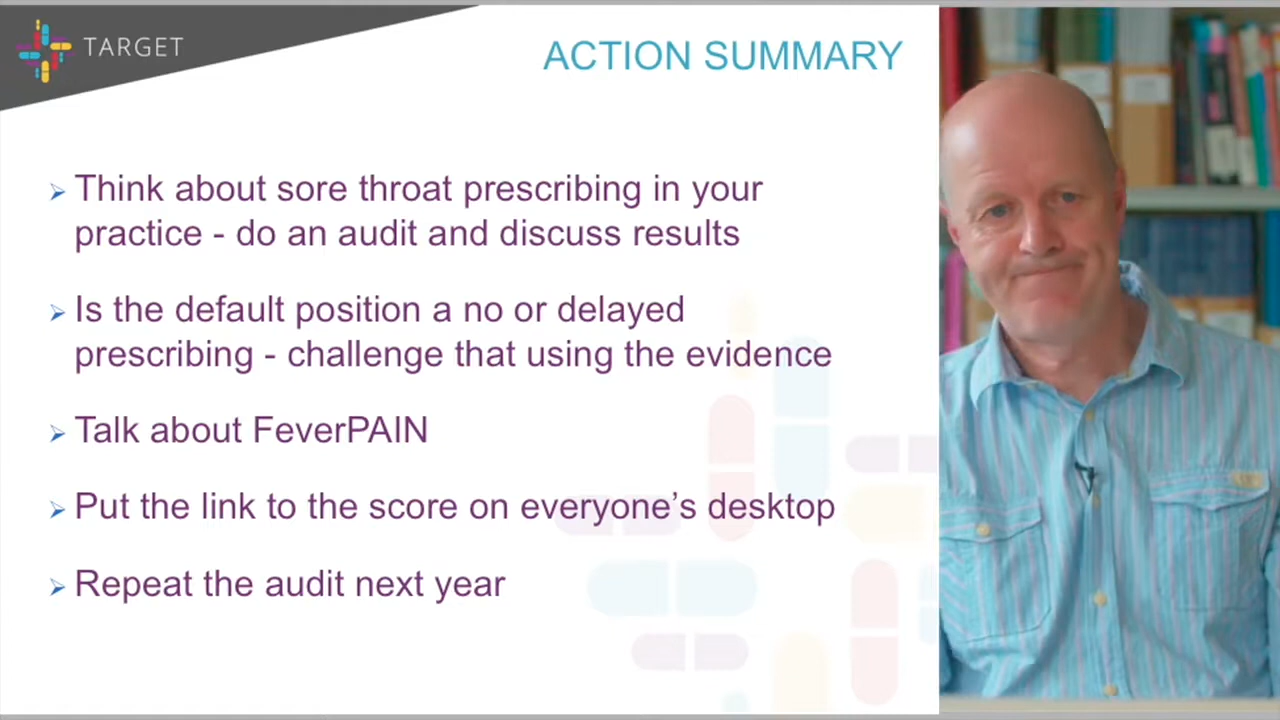 TARGET
ACTION SUMMARY
Think about sore throat prescribing in your
practice - do an audit and discuss results
Is the default position a no or delayed
prescribing - challenge that using the evidence
Talk about FeverPAIN
Put the link to the score on everyone’s desktop
Repeat the audit next year